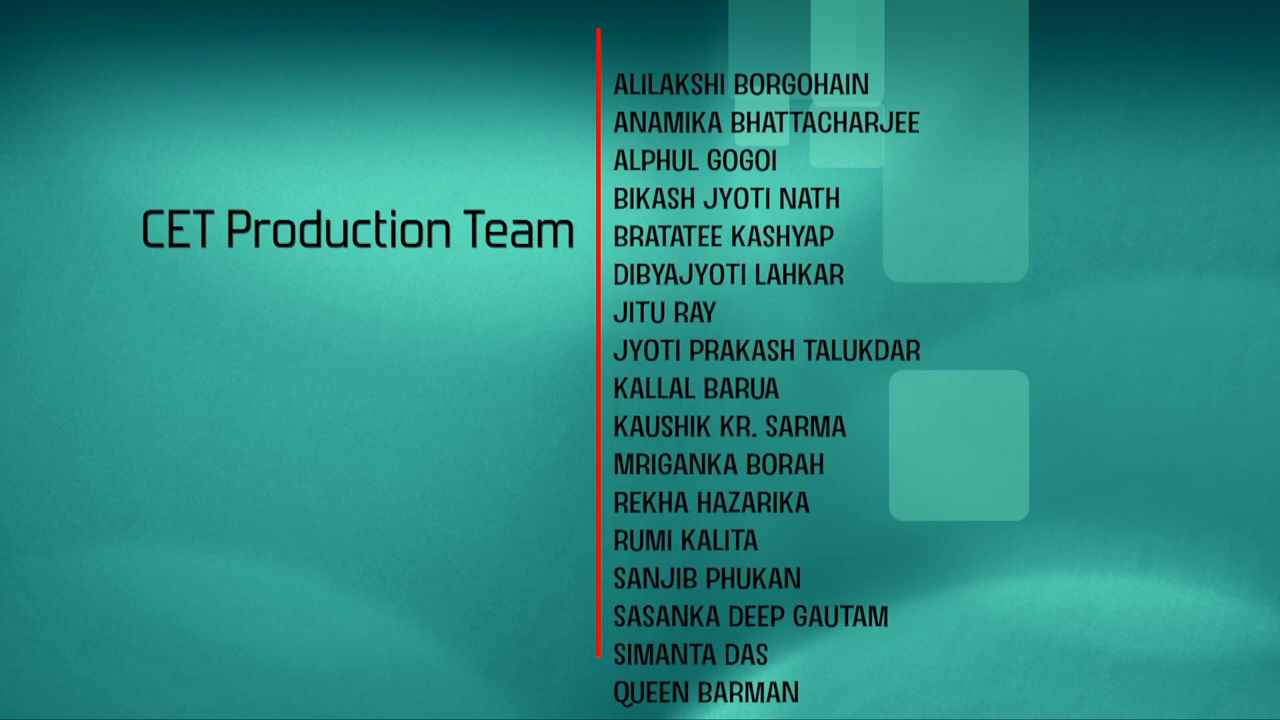 CET Production Team
ALILAKSHI BORGOHAIN
ANAMIKA BHATTACHARJEE
ALPHUL GOGOI
BIKASH JYOTI NATH
BRATATEE KASHYAP
DIBYAJYOTI LAHKAR
JITU RAY
JYOTI PRAKASH TALUKDAR
KALLAL BARUA
KAUSHIK KR. SARMA
MRIGANKA BORAH
REKHA HAZARIKA
RUMI KALITA
SANJIB PHUKAN
SASANKA DEEP GAUTAM
SIMANTA DAS
QUEEN BARMAN